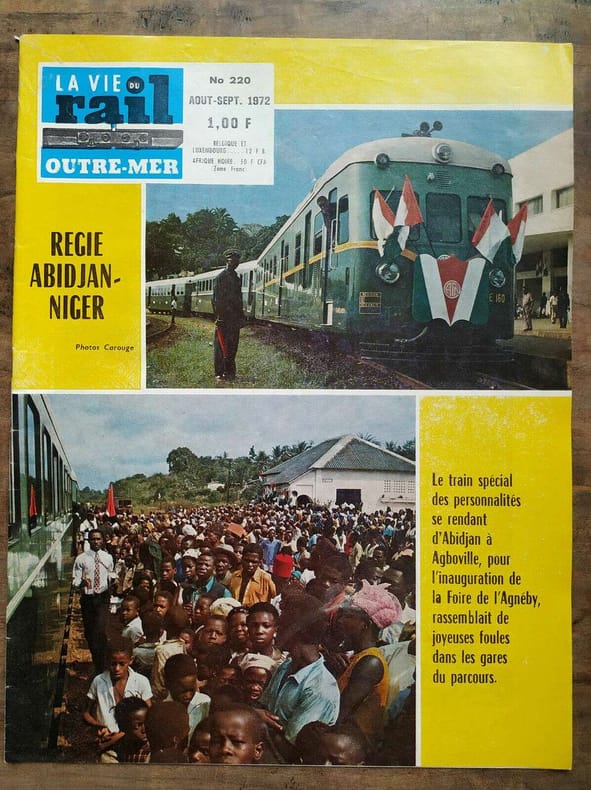 LA VIE DU
rail
OUTRE-MER
No 220
AOUT-SEPT. 1972
1,00 F
BELGIQUE ET
LUXEMBOURG.... 12 F B
AFRIQUE NOIRE. 50 F CFA
REGIE
ABIDJAN-
NIGER
Photos Carouge
E 160
Le train spécial
des personnalités
se rendant
d'Abidjan à
Agboville, pour
l'inauguration de
la Foire de l'Agnéby,
rassemblait de
joyeuses foules
dans les gares
du parcours.